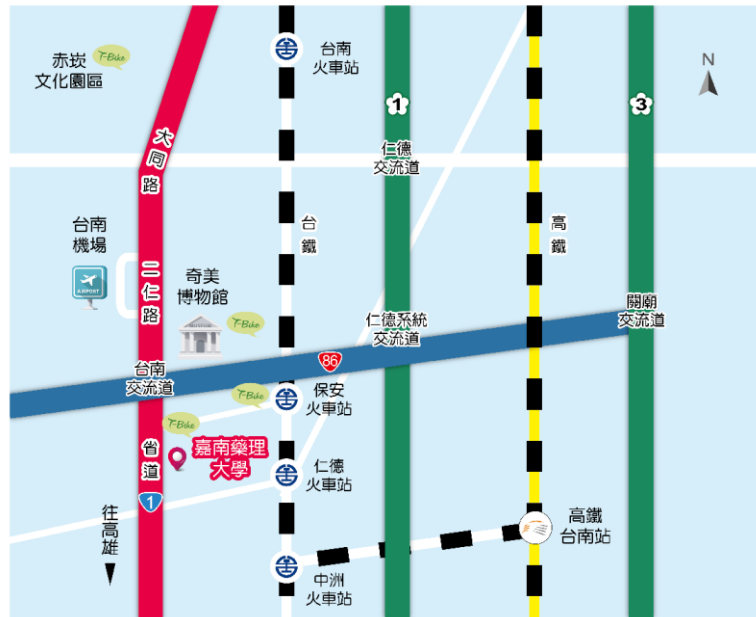 赤崁
文化園區
T-Bike
台南
火車站
N
1
3
大同路
仁德
交流道
台鐵
高鐵
台南
機場
AIRPORT
二仁路
奇美
博物館
T-Bike
仁德系統
交流道
關廟
交流道
86
台南
交流道
T-Bike
保安
火車站
T-Bike
省道
嘉南藥理
大學
仁德
火車站
1
往高雄
高鐵
台南站
中洲
火車站